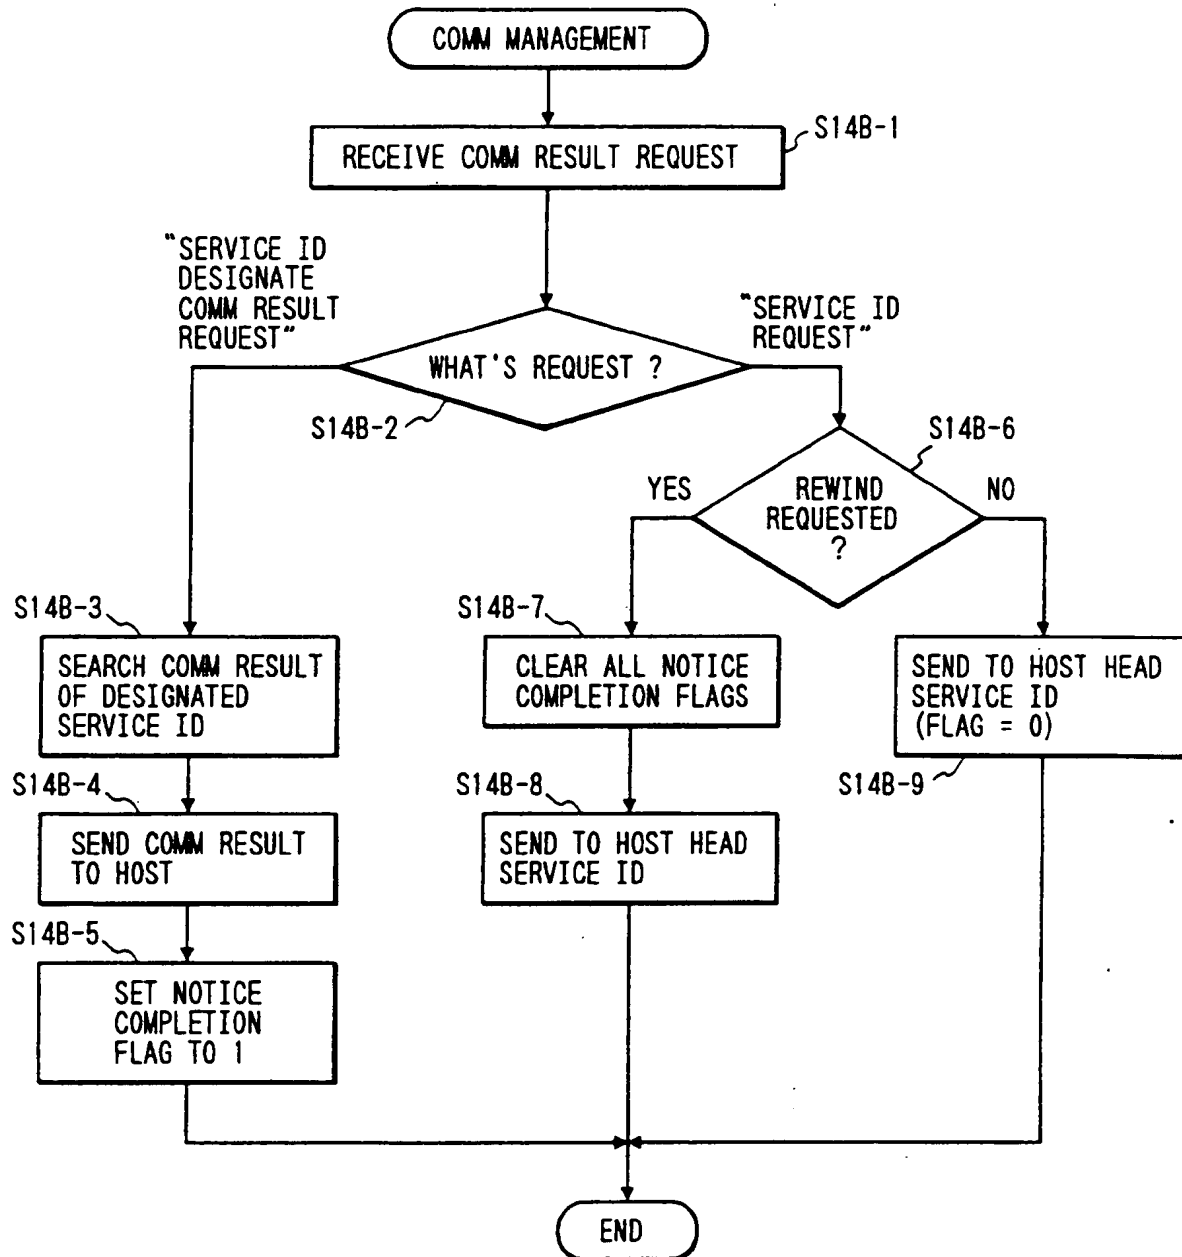 COMM MANAGEMENT
S14B-1
RECEIVE COMM RESULT REQUEST
"SERVICE ID
DESIGNATE
COMM RESULT
REQUEST"
"SERVICE ID
REQUEST"
WHAT'S REQUEST ?
S14B-2
S14B-6
YES
REWIND
REQUESTED
?
NO
S14B-3
SEARCH COMM RESULT
OF DESIGNATED
SERVICE ID
S14B-7
CLEAR ALL NOTICE
COMPLETION FLAGS
SEND TO HOST HEAD
SERVICE ID
(FLAG = 0)
S14B-9
S14B-4
SEND COMM RESULT
TO HOST
S14B-8
SEND TO HOST HEAD
SERVICE ID
S14B-5
SET NOTICE
COMPLETION
FLAG TO 1
END